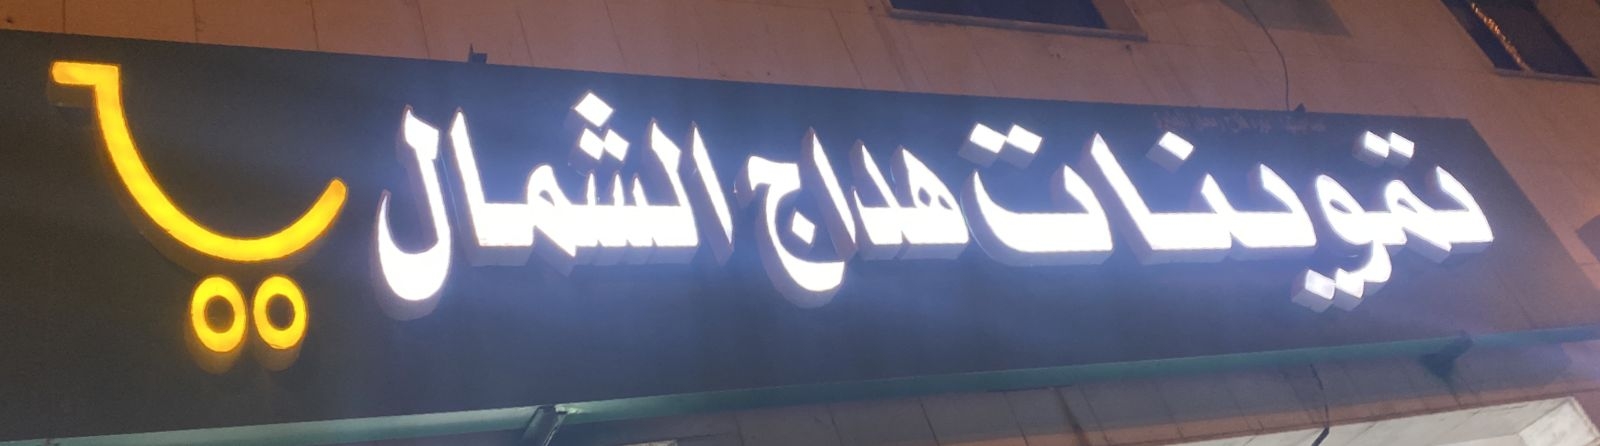 تموينات هداج الشمال